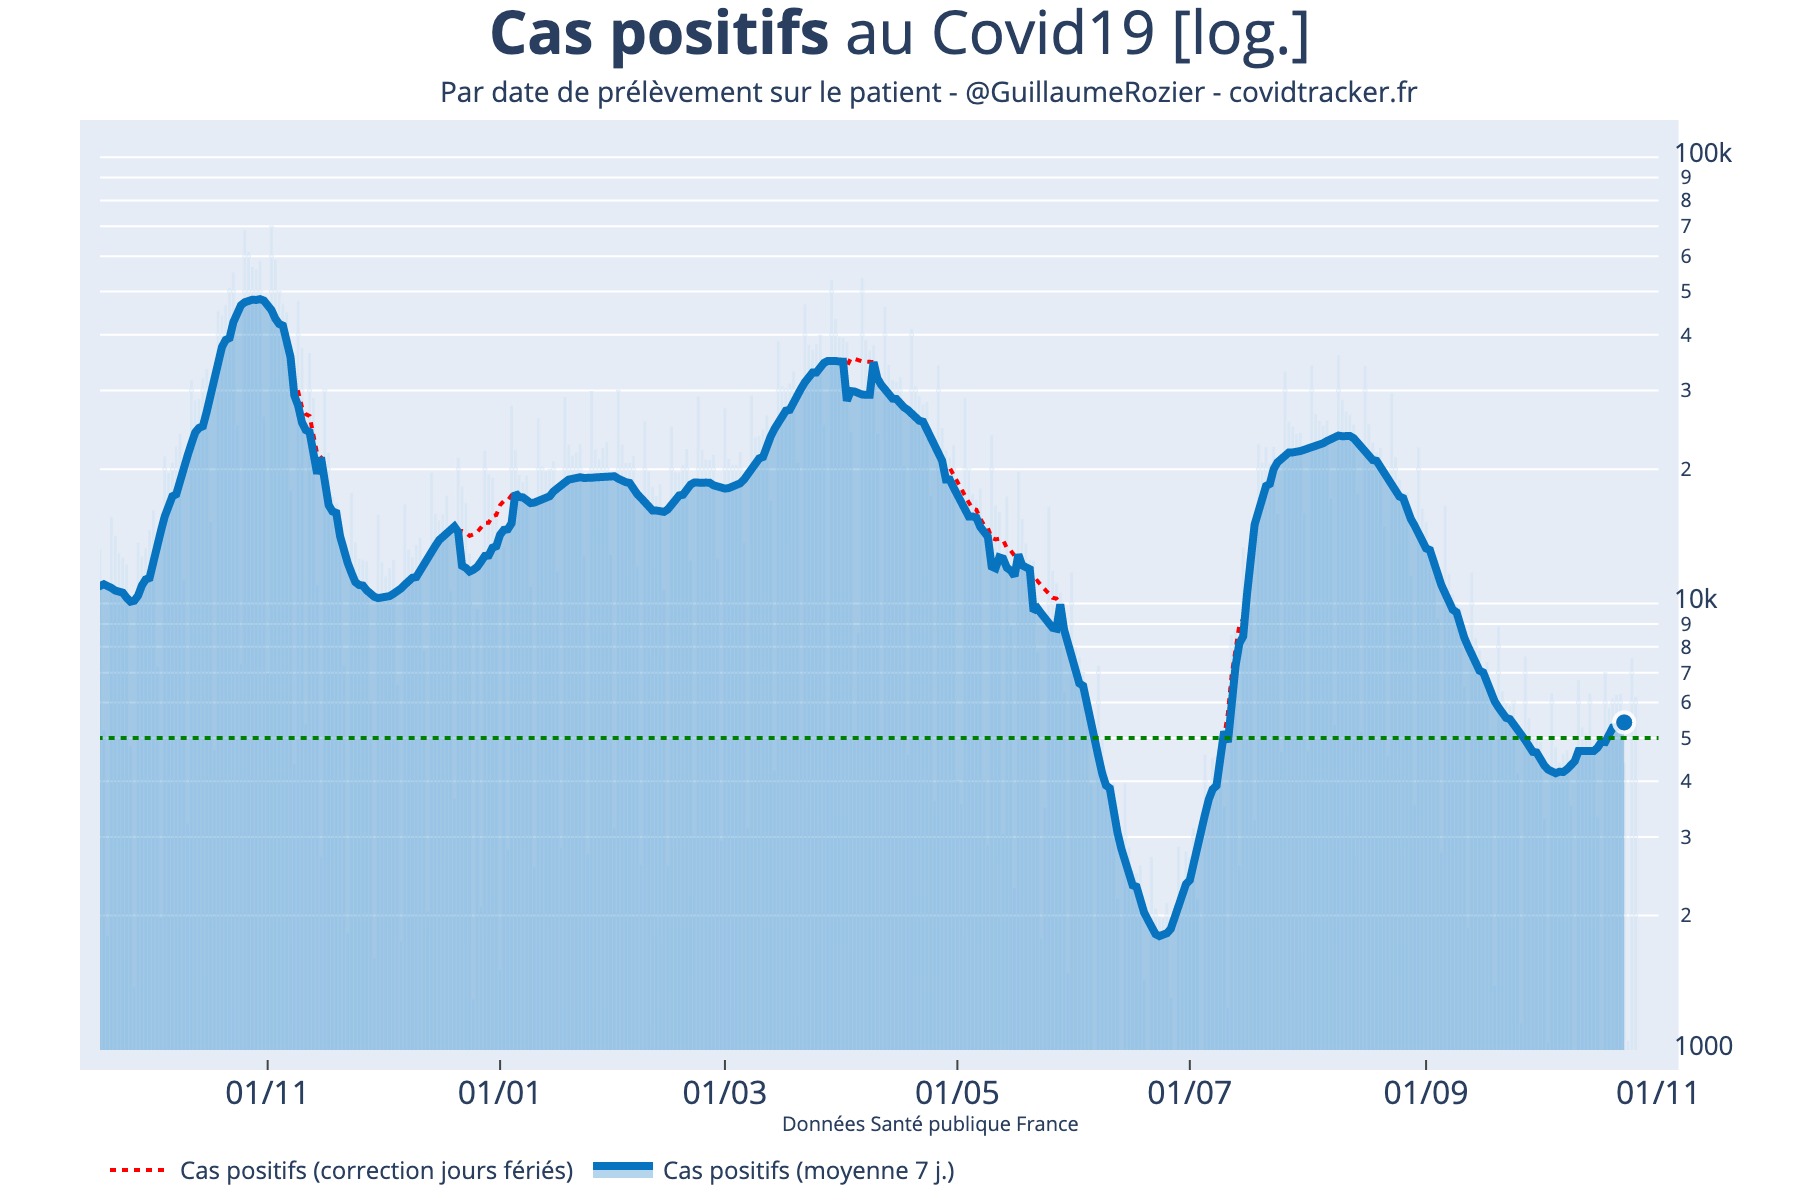 Cas positifs au Covid19 [log.]
Par date de prélèvement sur le patient - @GuillaumeRozier - covidtracker.fr
100k
9
8
7
6
5
4
3
2
10k
9
8
7
6
5
4
3
2
1000
01/11 01/01 01/03 01/05 01/07 01/09 01/11
Données Santé publique France
Cas positifs (correction jours fériés) Cas positifs (moyenne 7 j.)